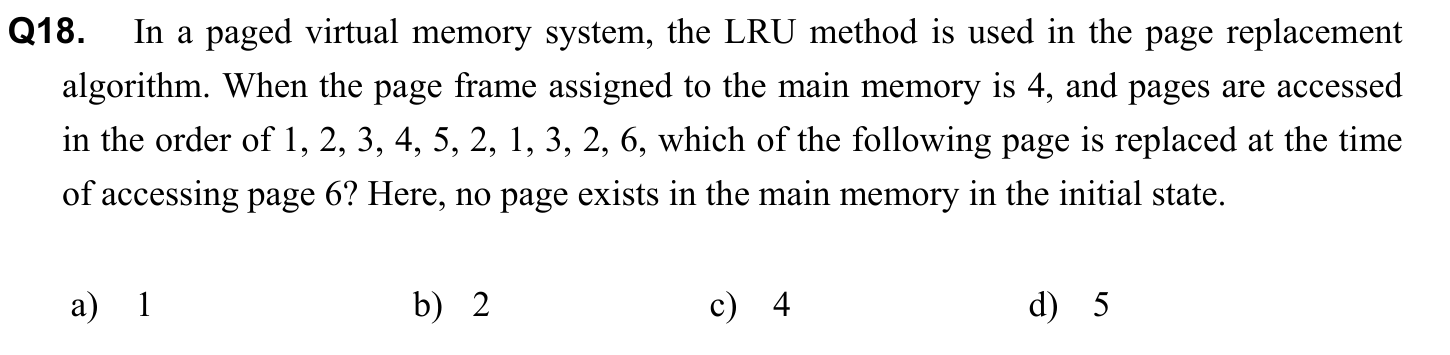 Q18. In a paged virtual memory system, the LRU method is used in the page replacement
algorithm. When the page frame assigned to the main memory is 4, and pages are accessed
in the order of 1, 2, 3, 4, 5, 2, 1, 3, 2, 6, which of the following page is replaced at the time
of accessing page 6? Here, no page exists in the main memory in the initial state.
a) 1 b) 2 c) 4 d) 5